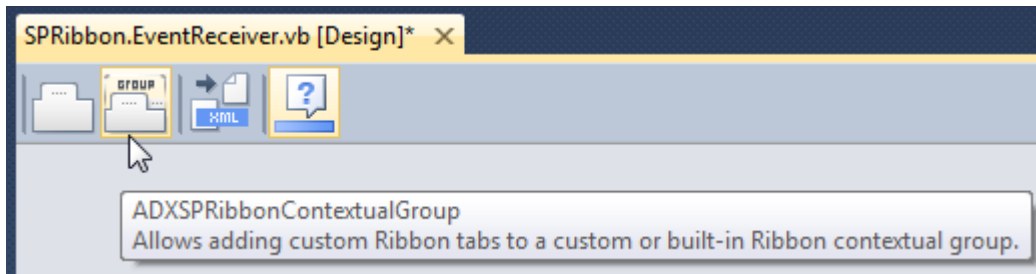 SPRibbon.EventReceiver.vb [Design]*
GROUP
XML
?
ADXSPRibbonContextualGroup
Allows adding custom Ribbon tabs to a custom or built-in Ribbon contextual group.